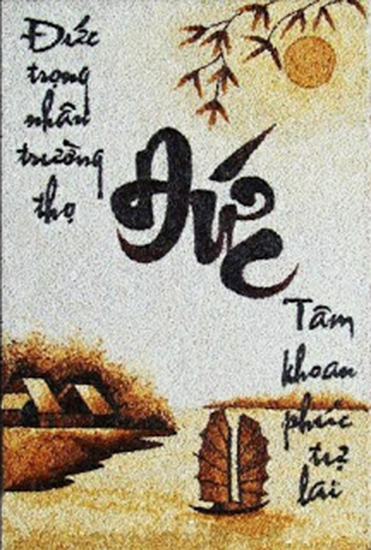 Đức
trọng
nhân
trường
thọ
Đức
Tâm
khoan
phúc
tự
lai